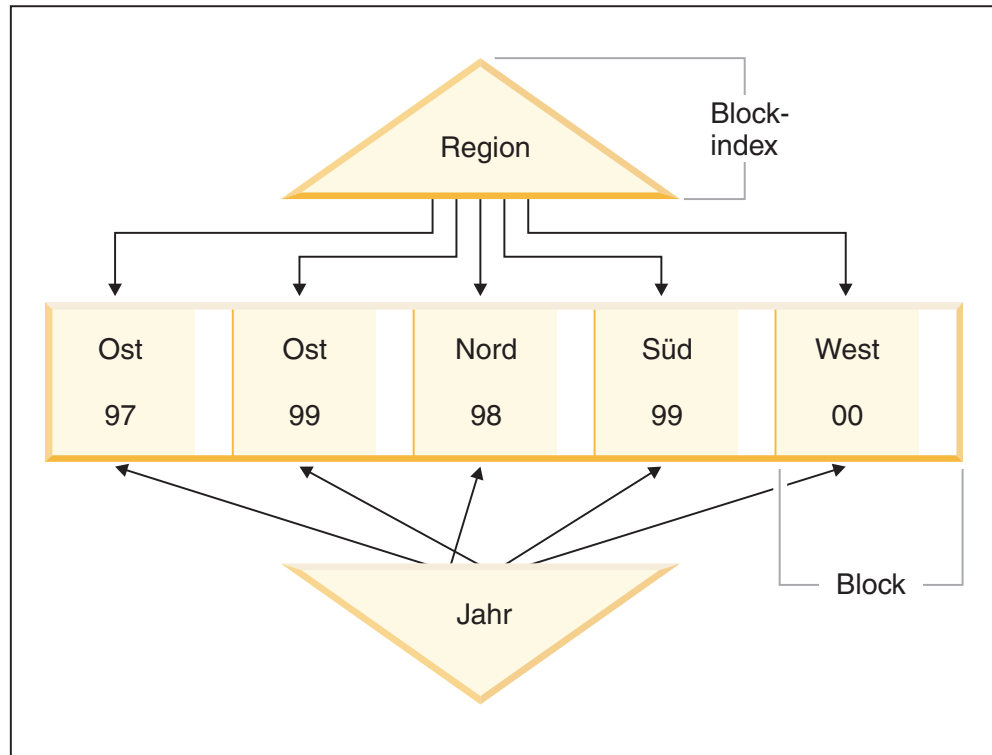 Region
Block-
index
Ost Ost Nord Süd West
97 99 98 99 00
Block
Jahr